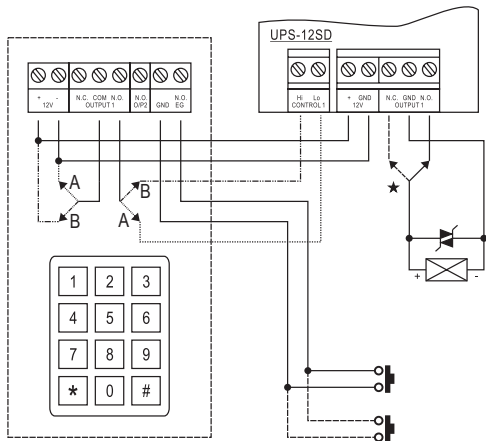 UPS-12SD
+ - N.C. COM N.O. N.O. N.O.
12V OUTPUT 1 O/P2 GND EG
Hi Lo + GND N.C. GND N.O.
CONTROL 1 12V OUTPUT 1
A
B
B
A
★
+ -
1 2 3
4 5 6
7 8 9
* 0 #